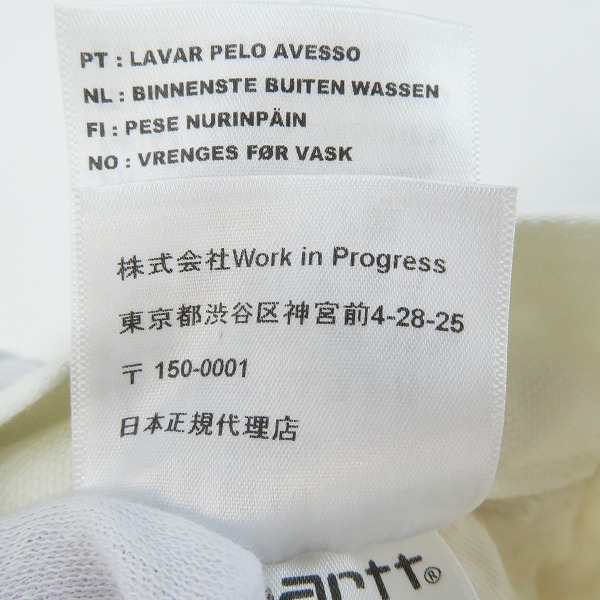 PT : LAVAR PELO AVESSO
NL : BINNENSTE BUITEN WASSEN
FI : PESE NURINPÄIN
NO : VRENGES FØR VASK
株式会社Work in Progress
東京都渋谷区神宮前4-28-25
〒 150-0001
日本正規代理店
artt®